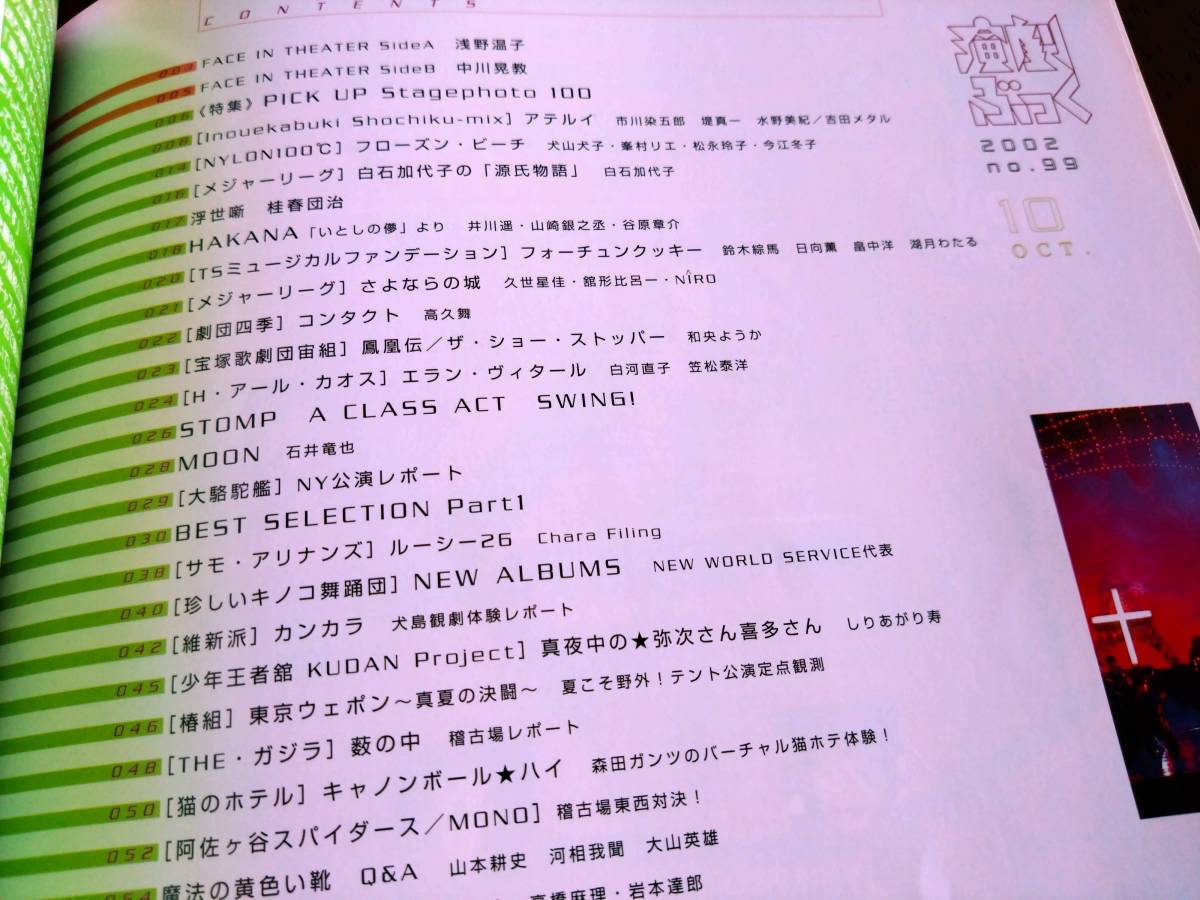 CONTENTS
演劇ぶっく
2002
no.99
10
OCT.
003 FACE IN THEATER SideA 浅野温子
005 FACE IN THEATER SideB 中川晃教
006 《特集》PICK UP Stagephoto 100
008 [Inouekabuki Shochiku-mix] アテルイ 市川染五郎 堤真一 水野美紀/吉田メタル
014 [NYLON100℃] フローズン・ビーチ 犬山犬子・峯村リエ・松永玲子・今江冬子
016 [メジャーリーグ] 白石加代子の「源氏物語」 白石加代子
017 浮世噺 桂春団治
018 HAKANA「いとしの儚」より 井川遥・山崎銀之丞・谷原章介
020 [TSミュージカルファンデーション] フォーチュンクッキー 鈴木綜馬 日向薫 畠中洋 湖月わたる
021 [メジャーリーグ] さよならの城 久世星佳・舘形比呂一・NÎRO
022 [劇団四季] コンタクト 高久舞
023 [宝塚歌劇団宙組] 鳳凰伝/ザ・ショー・ストッパー 和央ようか
024 [H・アール・カオス] エラン・ヴィタール 白河直子 笠松泰洋
026 STOMP A CLASS ACT SWING!
028 MOON 石井竜也
029 [大駱駝艦] NY公演レポート
030 BEST SELECTION Part1
038 [サモ・アリナンズ] ルーシー26 Chara Filing
040 [珍しいキノコ舞踊団] NEW ALBUMS NEW WORLD SERVICE代表
042 [維新派] カンカラ 犬島観劇体験レポート
045 [少年王者舘 KUDAN Project] 真夜中の★弥次さん喜多さん しりあがり寿
046 [椿組] 東京ウェポン～真夏の決闘～ 夏こそ野外!テント公演定点観測
048 [THE・ガジラ] 薮の中 稽古場レポート
050 [猫のホテル] キャノンボール★ハイ 森田ガンツのバーチャル猫ホテ体験!
052 [阿佐ヶ谷スパイダース/MONO] 稽古場東西対決!
054 魔法の黄色い靴 Q&A 山本耕史 河相我聞 大山英雄
高橋麻理・岩本達郎